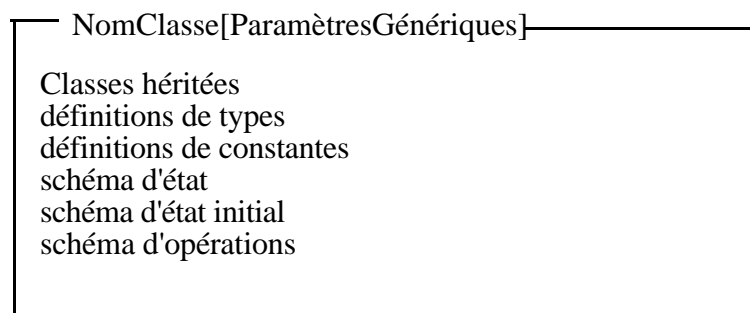 NomClasse[ParamètresGénériques]
Classes héritées
définitions de types
définitions de constantes
schéma d'état
schéma d'état initial
schéma d'opérations